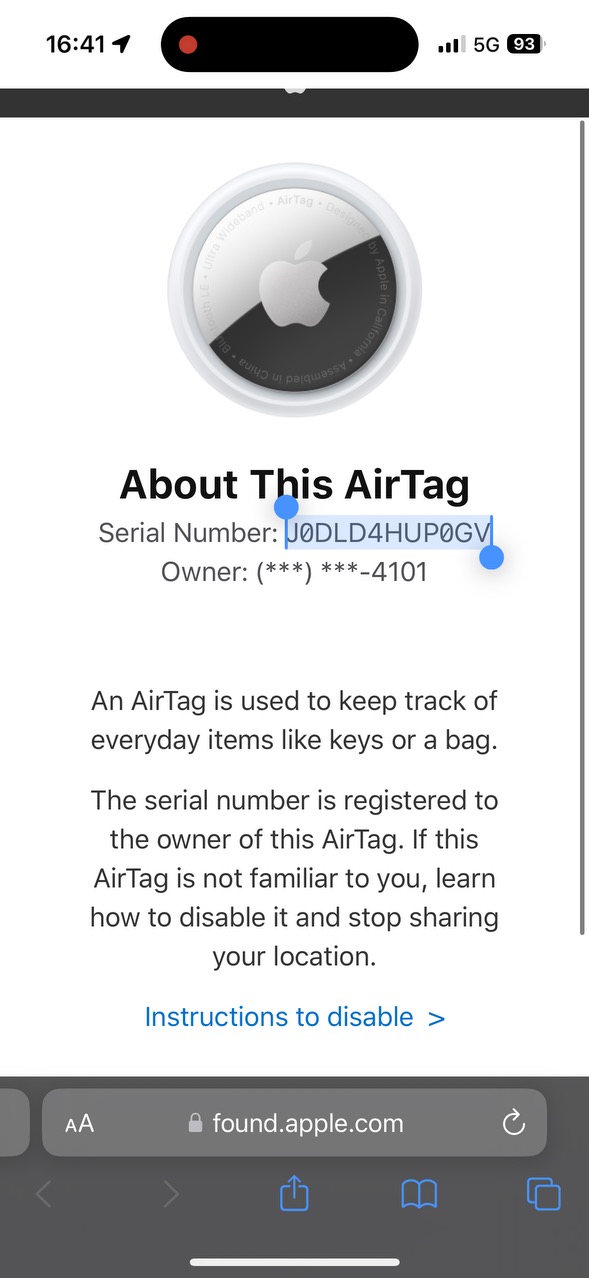 16:41
5G
93
Ultra Wideband • AirTag • Designed by Apple in California • Assembled in China • Bluetooth LE •
About This AirTag
Serial Number: J0DLD4HUP0GV
Owner: (***) ***-4101
An AirTag is used to keep track of
everyday items like keys or a bag.
The serial number is registered to
the owner of this AirTag. If this
AirTag is not familiar to you, learn
how to disable it and stop sharing
your location.
Instructions to disable >
AA
found.apple.com